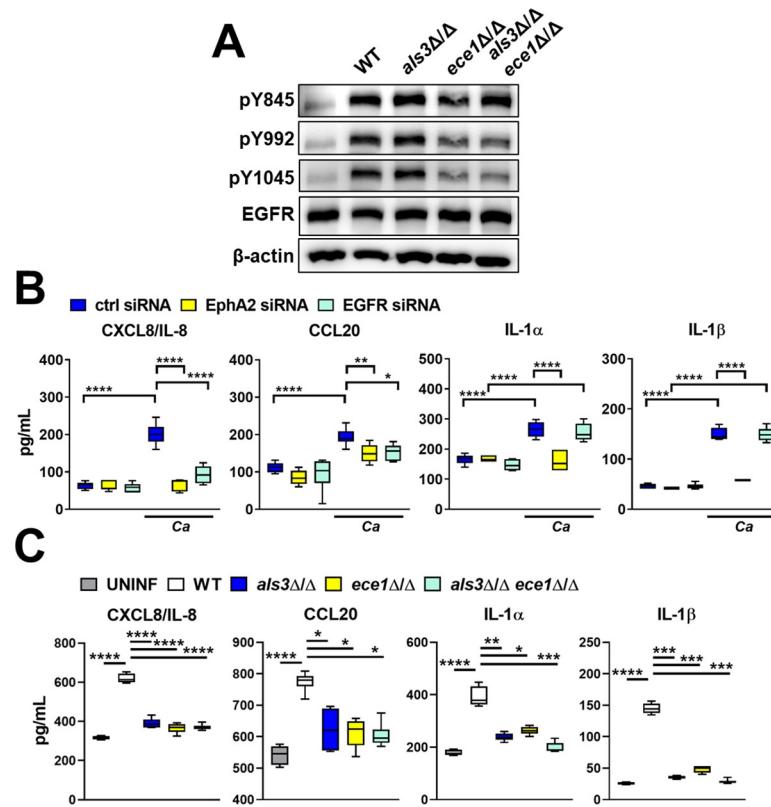 A
WT
als3Δ/Δ
ece1Δ/Δ
als3Δ/Δ
ece1Δ/Δ
pY845
pY992
pY1045
EGFR
β-actin
B
ctrl siRNA EphA2 siRNA EGFR siRNA
CXCL8/IL-8 CCL20 IL-1α IL-1β
pg/mL
400
300
200
100
0
**** **** ****
Ca
400
300
200
100
0
**** ** *
Ca
500
400
300
200
100
0
**** **** ****
Ca
300
200
100
0
**** **** ****
Ca
C
UNINF WT als3Δ/Δ ece1Δ/Δ als3Δ/Δ ece1Δ/Δ
CXCL8/IL-8 CCL20 IL-1α IL-1β
pg/mL
800
600
400
200
0
**** **** **** ****
900
800
700
600
500
400
**** * * *
600
400
200
0
**** ** * ***
250
200
150
100
50
0
**** *** *** ***